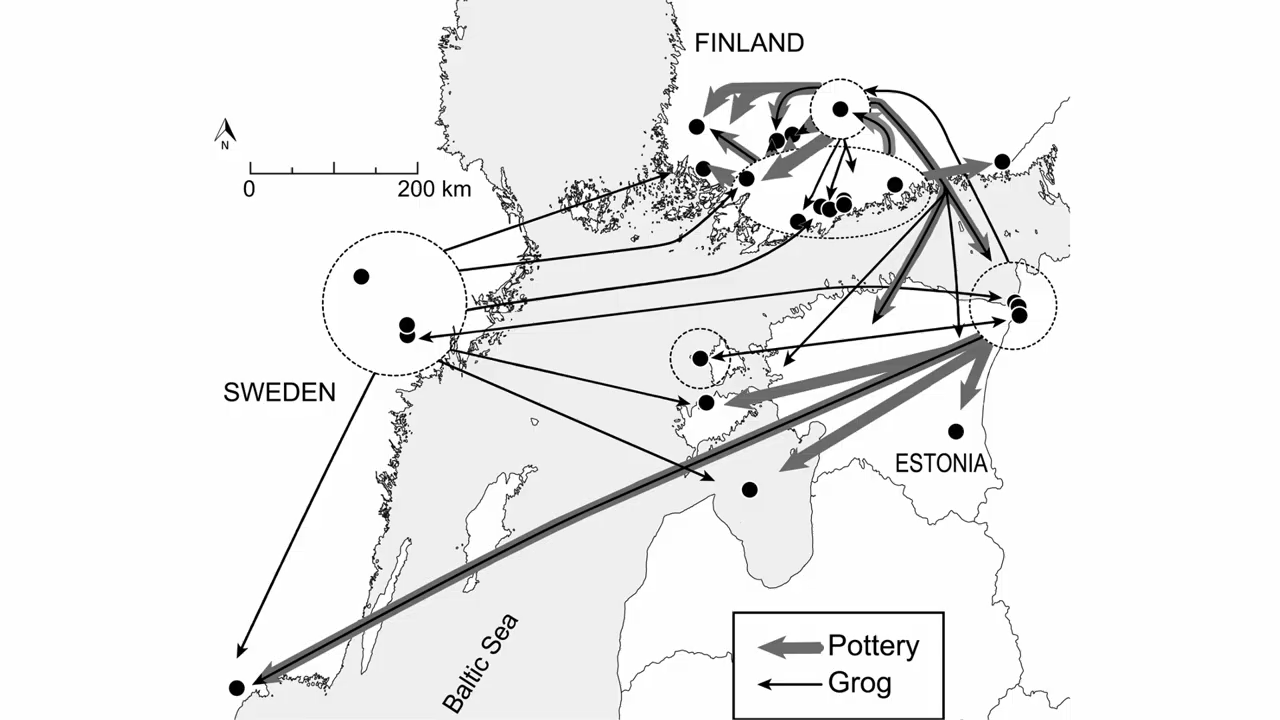 FINLAND
N
0 200 km
SWEDEN
ESTONIA
Baltic Sea
Pottery
Grog